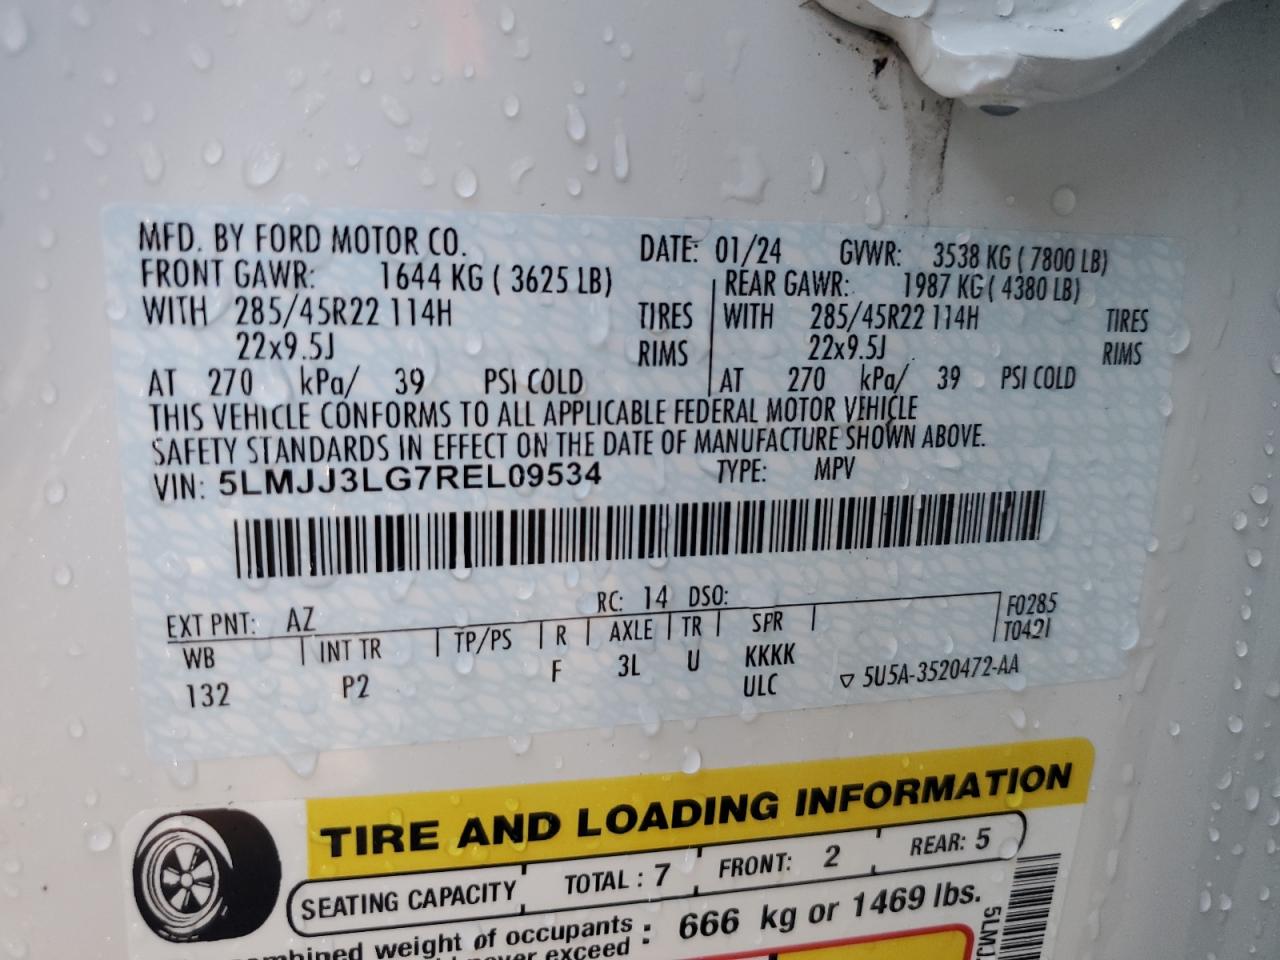 MFD. BY FORD MOTOR CO. DATE: 01/24 GVWR: 3538 KG ( 7800 LB)
FRONT GAWR: 1644 KG ( 3625 LB) REAR GAWR: 1987 KG( 4380 LB)
WITH 285/45R22 114H TIRES WITH 285/45R22 114H TIRES
22x9.5J RIMS 22x9.5J RIMS
AT 270 kPa/ 39 PSI COLD AT 270 kPa/ 39 PSI COLD
THIS VEHICLE CONFORMS TO ALL APPLICABLE FEDERAL MOTOR VEHICLE
SAFETY STANDARDS IN EFFECT ON THE DATE OF MANUFACTURE SHOWN ABOVE.
VIN: 5LMJJ3LG7REL09534 TYPE: MPV
EXT PNT: AZ RC: 14 DSO:
WB INT TR TP/PS R AXLE TR SPR F0285
T0421
132 P2 F 3L U KKKK
ULC ▽ 5U5A-3520472-AA
TIRE AND LOADING INFORMATION
SEATING CAPACITY TOTAL : 7 FRONT: 2 REAR: 5
weight of occupants : 666 kg or 1469 lbs.
exceed
5LMJ